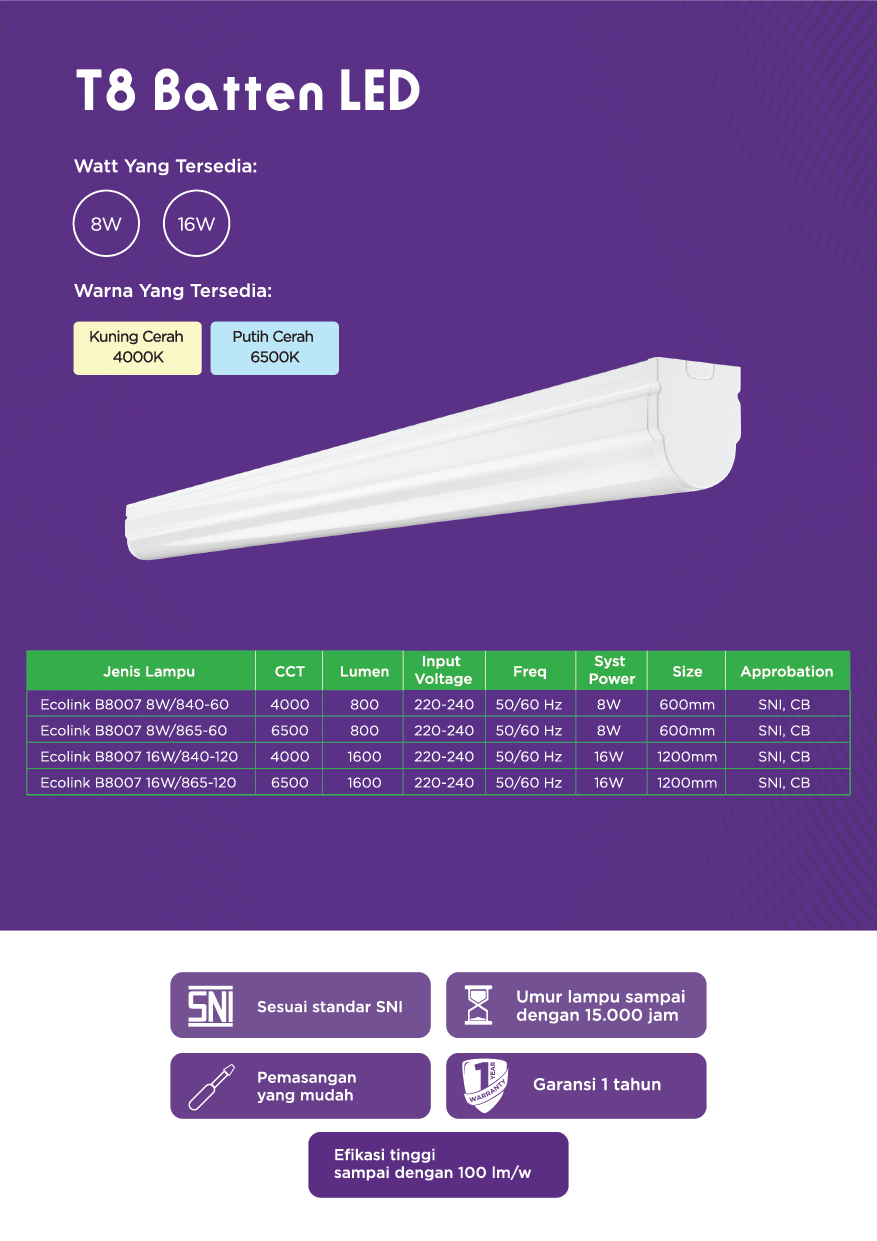 T8 Batten LED
Watt Yang Tersedia:
8W 16W
Warna Yang Tersedia:
Kuning Cerah
4000K
Putih Cerah
6500K
Jenis Lampu CCT Lumen Input Voltage Freq Syst Power Size Approbation
Ecolink B8007 8W/840-60 4000 800 220-240 50/60 Hz 8W 600mm SNI, CB
Ecolink B8007 8W/865-60 6500 800 220-240 50/60 Hz 8W 600mm SNI, CB
Ecolink B8007 16W/840-120 4000 1600 220-240 50/60 Hz 16W 1200mm SNI, CB
Ecolink B8007 16W/865-120 6500 1600 220-240 50/60 Hz 16W 1200mm SNI, CB
SNI
Sesuai standar SNI
Umur lampu sampai
dengan 15.000 jam
Pemasangan
yang mudah
1 YEAR
WARRANTY
Garansi 1 tahun
Efikasi tinggi
sampai dengan 100 lm/w